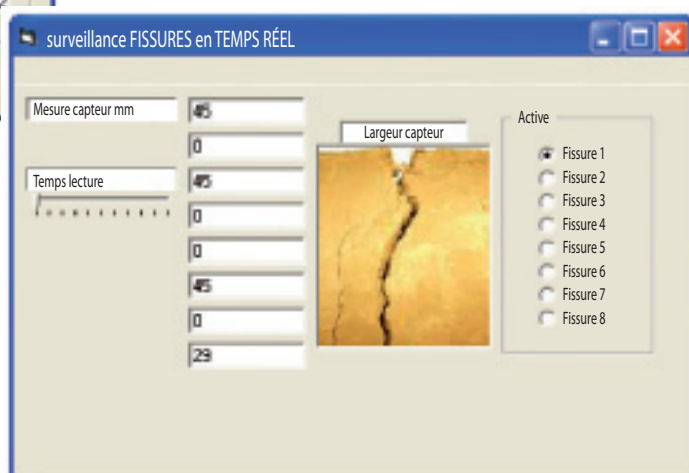 surveillance FISSURES en TEMPS RÉEL
Mesure capteur mm
45
0
Temps lecture
45
0
0
45
0
29
Largeur capteur
Active
Fissure 1
Fissure 2
Fissure 3
Fissure 4
Fissure 5
Fissure 6
Fissure 7
Fissure 8